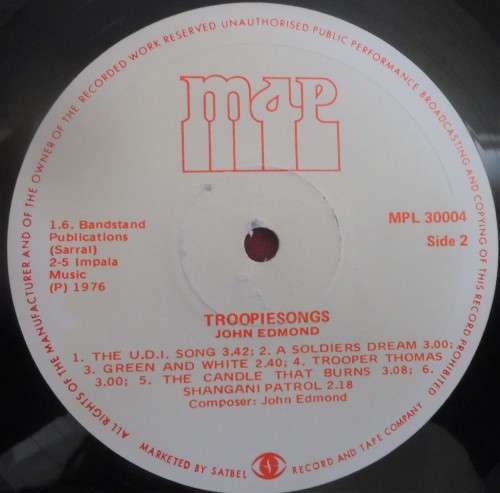 ALL RIGHTS OF THE MANUFACTURER AND OF THE OWNER OF THE RECORDED WORK RESERVED UNAUTHORISED PUBLIC PERFORMANCE BROADCASTING AND COPYING OF THIS RECORD PROHIBITED
map
1.6. Bandstand
Publications
(Sarral)
2-5 Impala
Music
(P) 1976
MPL 30004
Side 2
TROOPIESONGS
JOHN EDMOND
1. THE U.D.I. SONG 3.42; 2. A SOLDIERS DREAM 3.00;
3. GREEN AND WHITE 2.40; 4. TROOPER THOMAS
3.00; 5. THE CANDLE THAT BURNS 3.08; 6.
SHANGANI PATROL 2.18
Composer: John Edmond
MARKETED BY SATBEL RECORD AND TAPE COMPANY